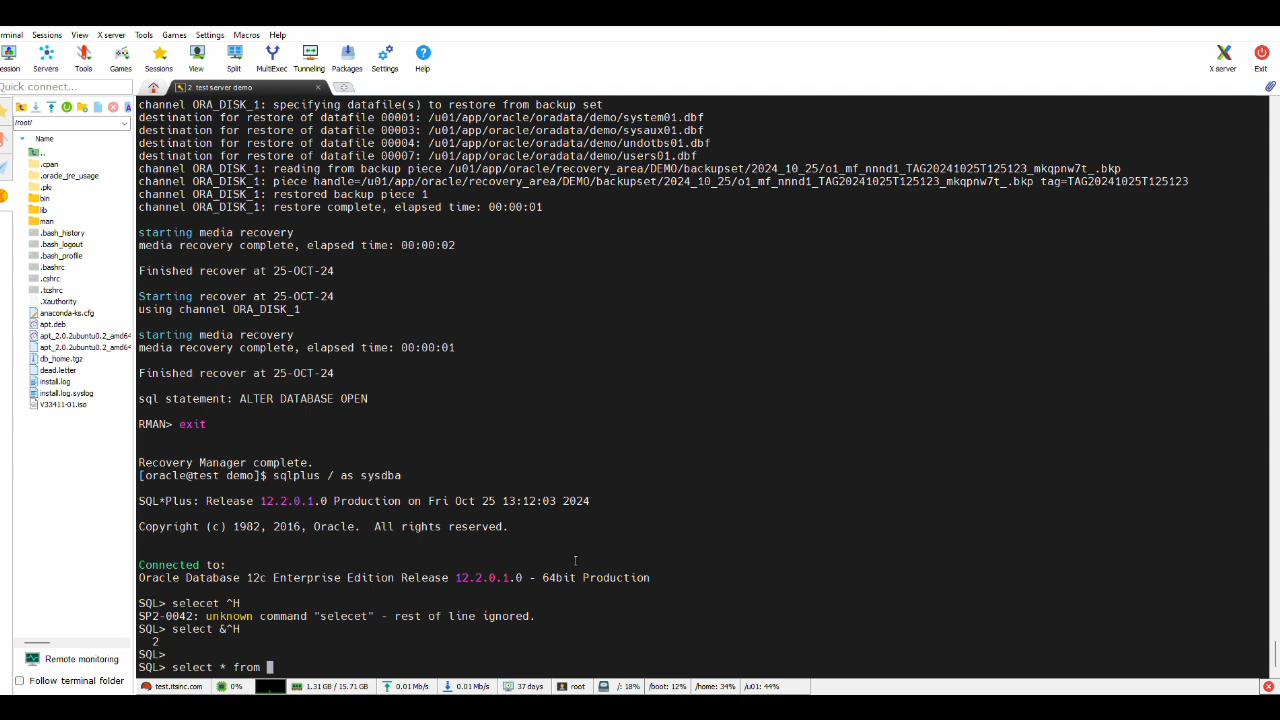 rminal Sessions View X server Tools Games Settings Macros Help
ession Servers Tools Games Sessions View Split MultiExec Tunneling Packages Settings Help X server Exit
Quick connect...
2. test server demo
/root/
Name
..
.cpan
.oracle_jre_usage
.pki
bin
lib
man
.bash_history
.bash_logout
.bash_profile
.bashrc
.cshrc
.tcshrc
.Xauthority
anaconda-ks.cfg
apt.deb
apt_2.0.2ubuntu0.2_amd64
apt_2.0.2ubuntu0.2_amd64
db_home.tgz
dead.letter
install.log
install.log.syslog
V33411-01.iso
Remote monitoring
Follow terminal folder
channel ORA_DISK_1: specifying datafile(s) to restore from backup set
destination for restore of datafile 00001: /u01/app/oracle/oradata/demo/system01.dbf
destination for restore of datafile 00003: /u01/app/oracle/oradata/demo/sysaux01.dbf
destination for restore of datafile 00004: /u01/app/oracle/oradata/demo/undotbs01.dbf
destination for restore of datafile 00007: /u01/app/oracle/oradata/demo/users01.dbf
channel ORA_DISK_1: reading from backup piece /u01/app/oracle/recovery_area/DEMO/backupset/2024_10_25/o1_mf_nnnd1_TAG20241025T125123_mkqpnw7t_.bkp
channel ORA_DISK_1: piece handle=/u01/app/oracle/recovery_area/DEMO/backupset/2024_10_25/o1_mf_nnnd1_TAG20241025T125123_mkqpnw7t_.bkp tag=TAG20241025T125123
channel ORA_DISK_1: restored backup piece 1
channel ORA_DISK_1: restore complete, elapsed time: 00:00:01
starting media recovery
media recovery complete, elapsed time: 00:00:02
Finished recover at 25-OCT-24
Starting recover at 25-OCT-24
using channel ORA_DISK_1
starting media recovery
media recovery complete, elapsed time: 00:00:01
Finished recover at 25-OCT-24
sql statement: ALTER DATABASE OPEN
RMAN> exit
Recovery Manager complete.
[oracle@test demo]$ sqlplus / as sysdba
SQL*Plus: Release 12.2.0.1.0 Production on Fri Oct 25 13:12:03 2024
Copyright (c) 1982, 2016, Oracle.  All rights reserved.
Connected to:
Oracle Database 12c Enterprise Edition Release 12.2.0.1.0 - 64bit Production
SQL> selecet ^H
SP2-0042: unknown command "selecet" - rest of line ignored.
SQL> select &^H
2
SQL>
SQL> select * from
test.itsiric.com 0% 1.31 GB / 15.71 GB 0.01 Mb/s 0.01 Mb/s 37 days root /: 18% /boot: 12% /home: 34% /u01: 44%